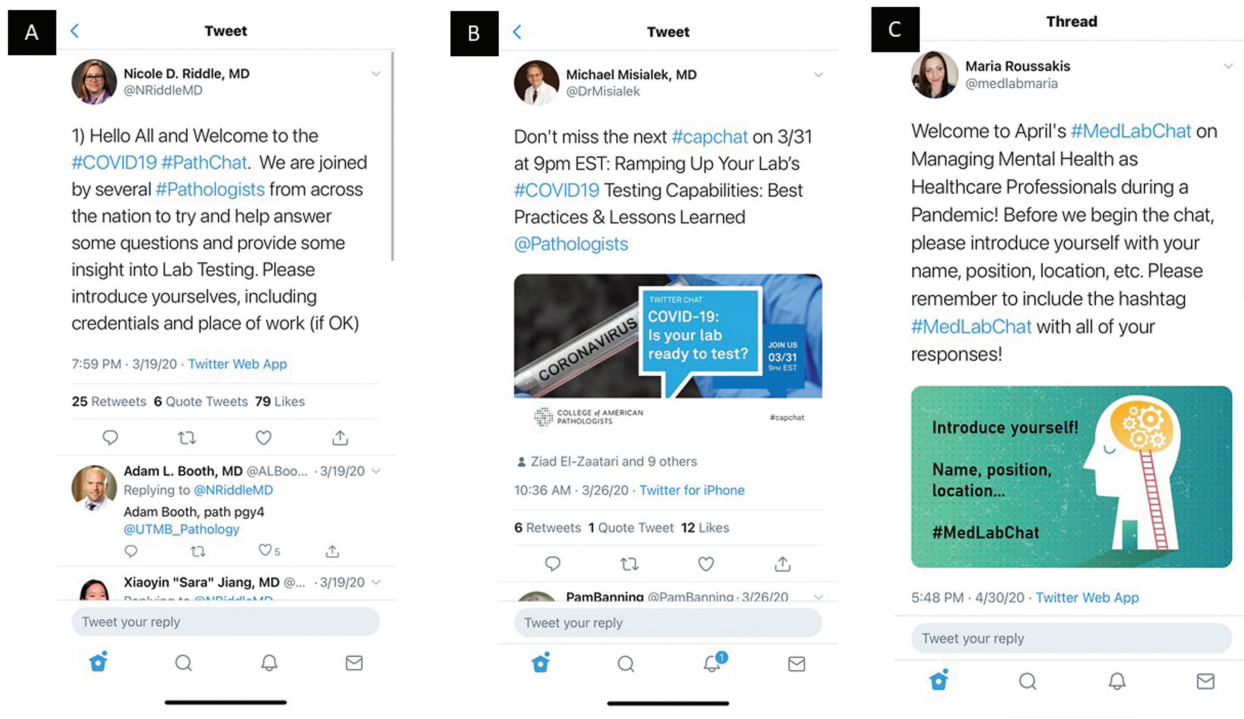 A
Tweet
Nicole D. Riddle, MD
@NRiddleMD
1) Hello All and Welcome to the
#COVID19 #PathChat. We are joined
by several #Pathologists from across
the nation to try and help answer
some questions and provide some
insight into Lab Testing. Please
introduce yourselves, including
credentials and place of work (if OK)
7:59 PM · 3/19/20 · Twitter Web App
25 Retweets 6 Quote Tweets 79 Likes
Adam L. Booth, MD @ALBoo... · 3/19/20
Replying to @NRiddleMD
Adam Booth, path pgy4
@UTMB_Pathology
5
Xiaoyin "Sara" Jiang, MD @... · 3/19/20
Replying to @NRiddleMD
Tweet your reply
B
Tweet
Michael Misialek, MD
@DrMisialek
Don't miss the next #capchat on 3/31
at 9pm EST: Ramping Up Your Lab's
#COVID19 Testing Capabilities: Best
Practices & Lessons Learned
@Pathologists
CORONAVIRUS
TWITTER CHAT
COVID-19:
Is your lab
ready to test?
JOIN US
03/31
9PM EST
COLLEGE of AMERICAN
PATHOLOGISTS
#capchat
Ziad El-Zaatari and 9 others
10:36 AM · 3/26/20 · Twitter for iPhone
6 Retweets 1 Quote Tweet 12 Likes
PamBanning @PamBanning · 3/26/20
Tweet your reply
1
C
Thread
Maria Roussakis
@medlabmaria
Welcome to April's #MedLabChat on
Managing Mental Health as
Healthcare Professionals during a
Pandemic! Before we begin the chat,
please introduce yourself with your
name, position, location, etc. Please
remember to include the hashtag
#MedLabChat with all of your
responses!
Introduce yourself!
Name, position,
location...
#MedLabChat
5:48 PM · 4/30/20 · Twitter Web App
Tweet your reply